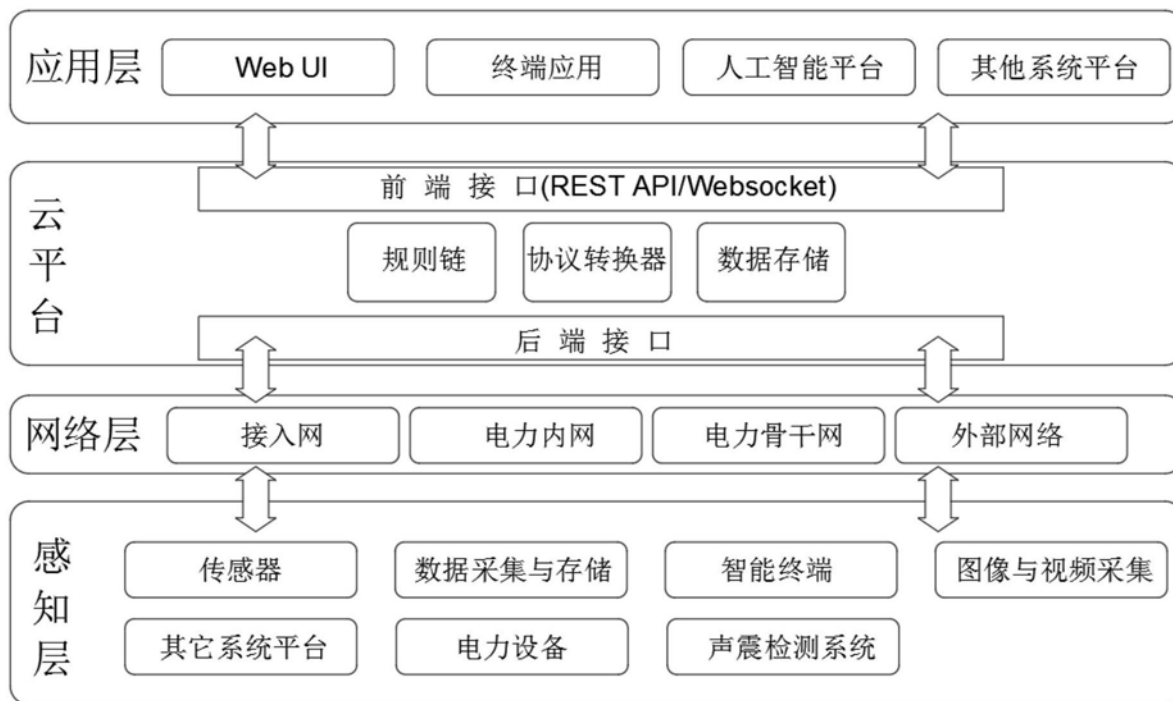 应用层
Web UI
终端应用
人工智能平台
其他系统平台
云平台
前端接口(REST API/Websocket)
规则链
协议转换器
数据存储
后端接口
网络层
接入网
电力内网
电力骨干网
外部网络
感知层
传感器
数据采集与存储
智能终端
图像与视频采集
其它系统平台
电力设备
声震检测系统